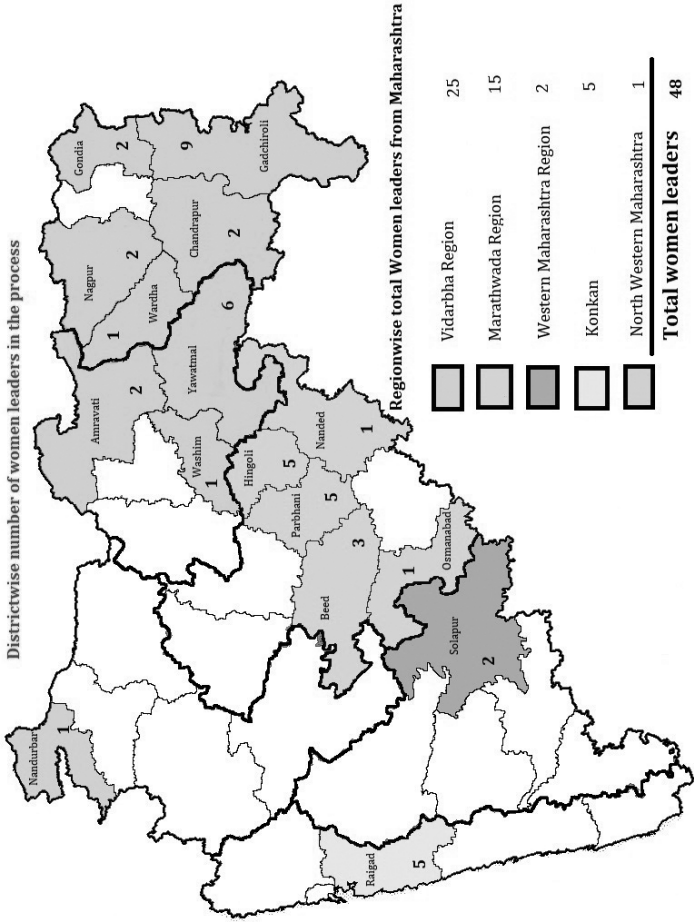 Districtwise number of women leaders in the process
Nandurbar
1
Amravati
2
Nagpur
2
Wardha
1
Gondia
2
Gadchiroli
9
Chandrapur
2
Yawatmal
6
Washim
1
Hingoli
5
Nanded
1
Parbhani
5
Beed
3
Osmanabad
1
Solapur
2
Raigad
5
Regionwise total Women leaders from Maharashtra
Vidarbha Region 25
Marathwada Region 15
Western Maharashtra Region 2
Konkan 5
North Western Maharashtra 1
Total women leaders 48